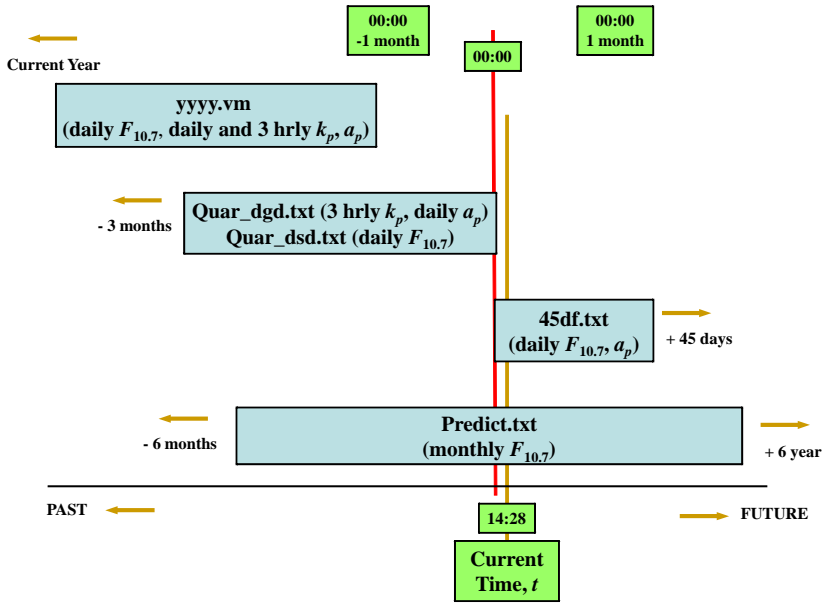 00:00
-1 month
00:00
1 month
00:00
Current Year
yyyy.vm
(daily F10.7, daily and 3 hrly kp, ap)
Quar_dgd.txt (3 hrly kp, daily ap)
Quar_dsd.txt (daily F10.7)
- 3 months
45df.txt
(daily F10.7, ap)
+ 45 days
Predict.txt
(monthly F10.7)
- 6 months
+ 6 year
PAST
14:28
FUTURE
Current
Time, t